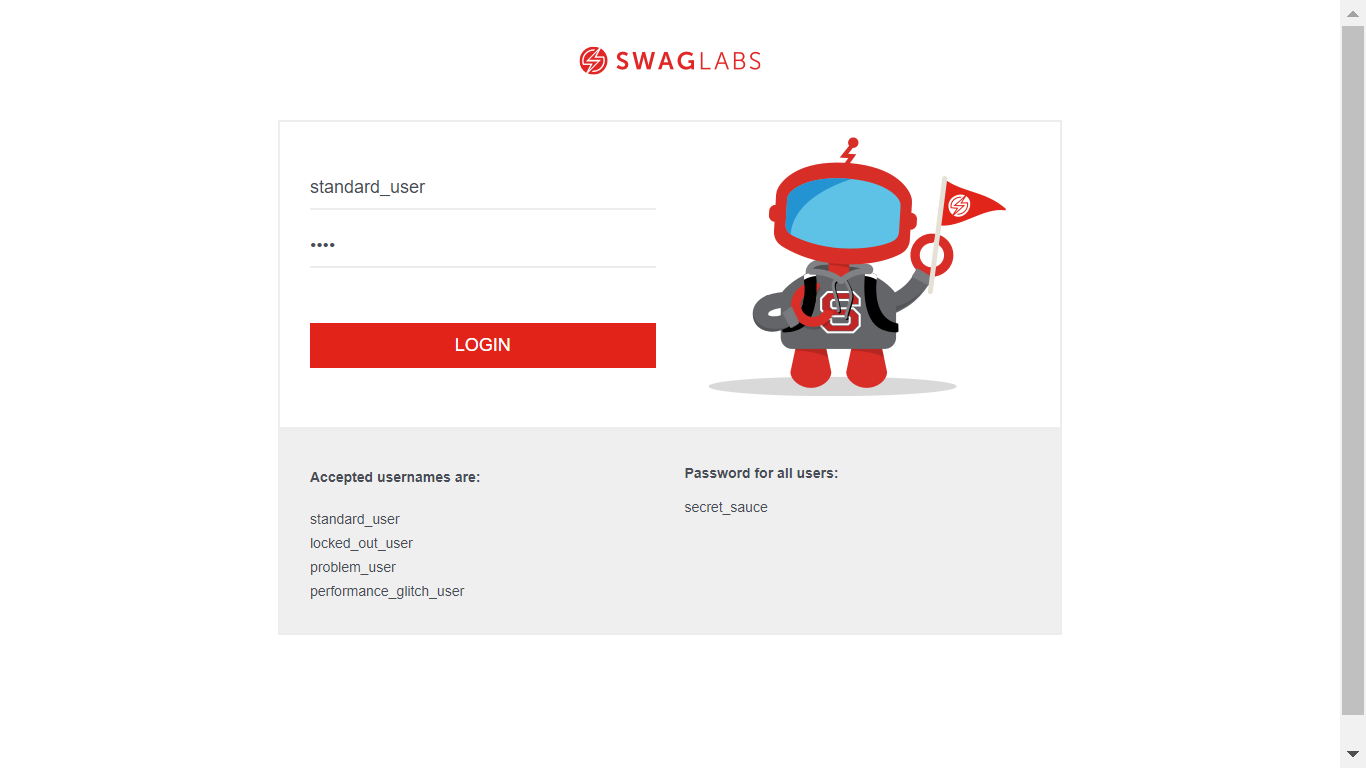 SWAGLABS
standard_user
••••
LOGIN
Accepted usernames are:
standard_user
locked_out_user
problem_user
performance_glitch_user
Password for all users:
secret_sauce